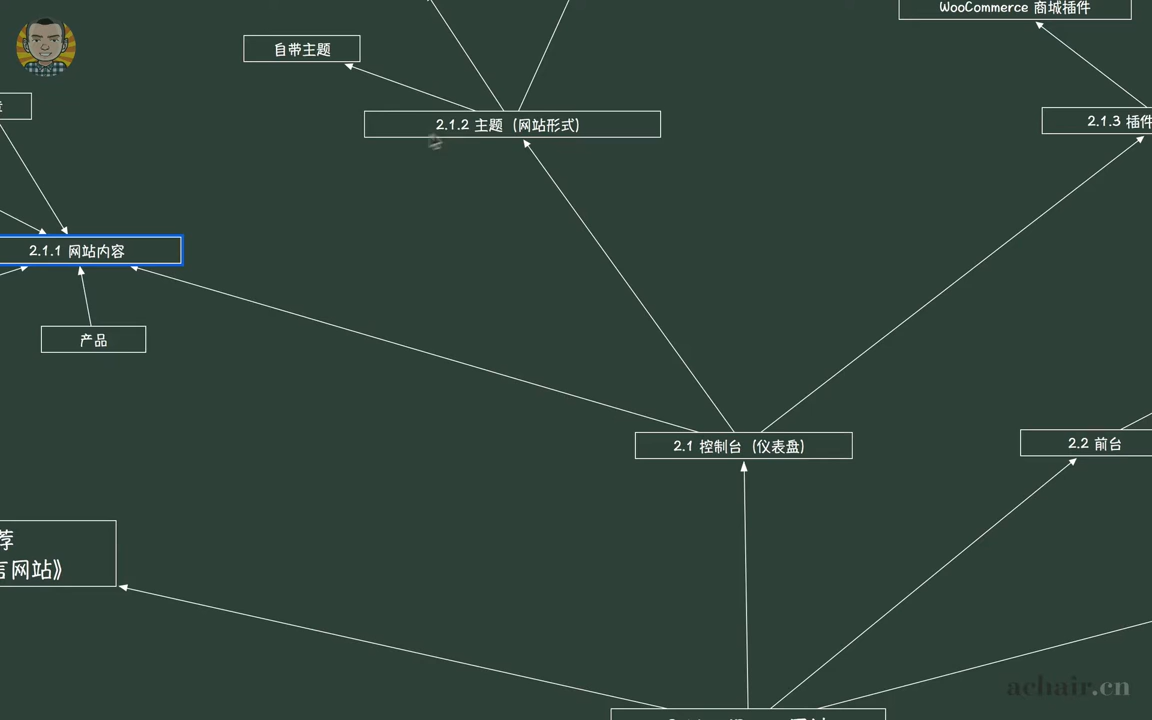 WooCommerce 商城插件
自带主题
2.1.2 主题（网站形式）
2.1.3 插件
2.1.1 网站内容
产品
2.1 控制台（仪表盘）
2.2 前台
荐
言网站》
achair.cn